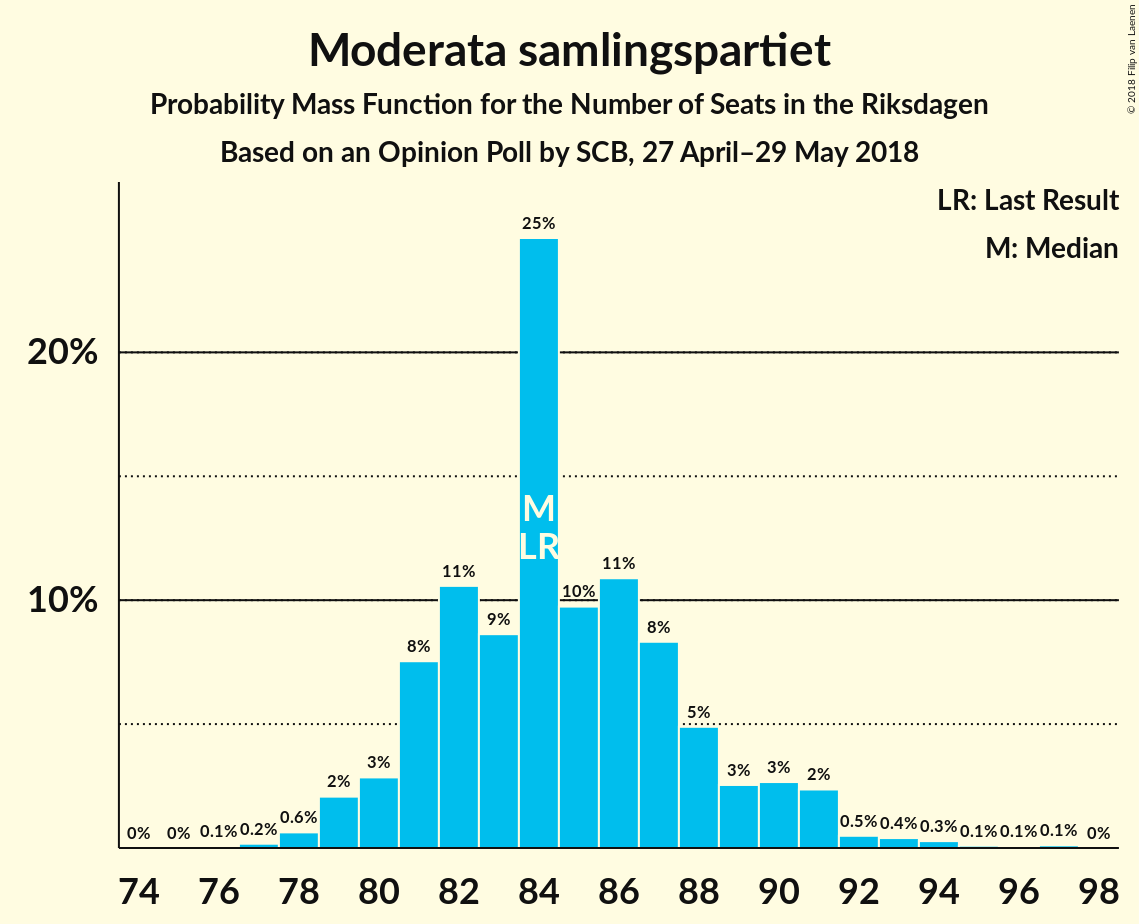 Moderata samlingspartiet
Probability Mass Function for the Number of Seats in the Riksdagen
Based on an Opinion Poll by SCB, 27 April–29 May 2018
© 2018 Filip van Laenen
LR: Last Result
M: Median
20%
10%
0% 0% 0.1% 0.2% 0.6% 2% 3% 8% 11% 9% 25% 10% 11% 8% 5% 3% 3% 2% 0.5% 0.4% 0.3% 0.1% 0.1% 0.1% 0%
M
LR
74 76 78 80 82 84 86 88 90 92 94 96 98